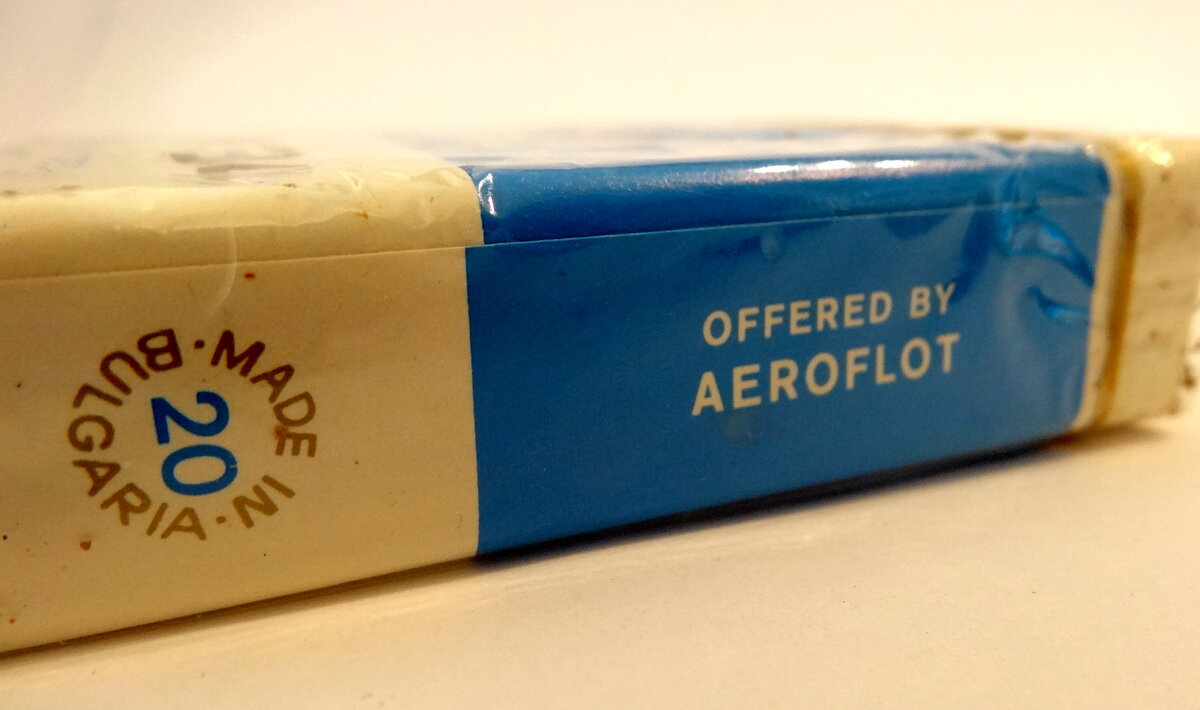 MADE · IN · BULGARIA ·
20
OFFERED BY
AEROFLOT